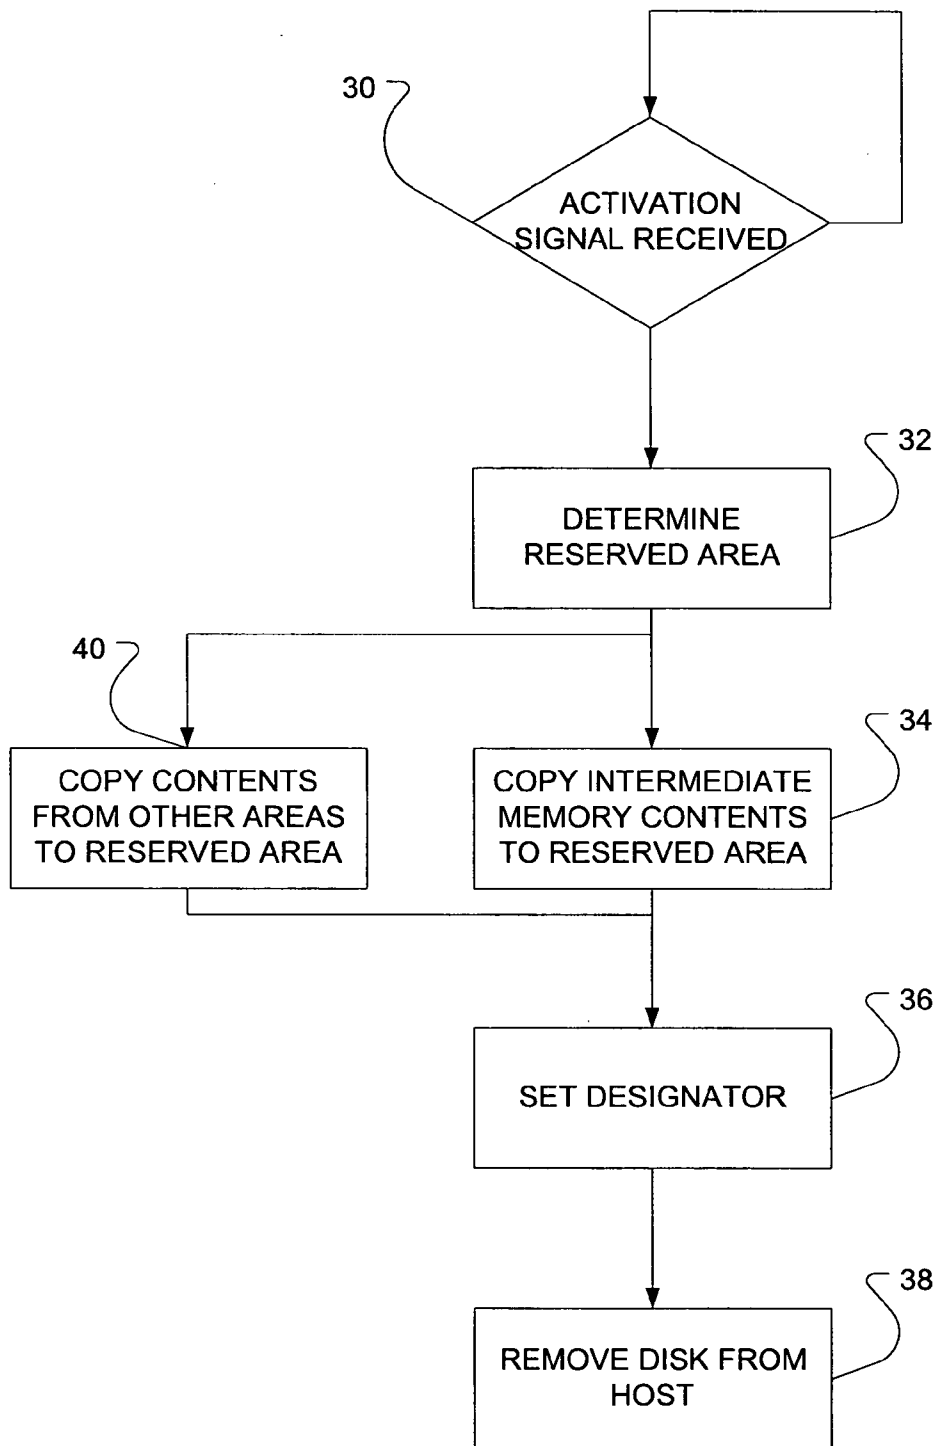 30
ACTIVATION
SIGNAL RECEIVED
32
DETERMINE
RESERVED AREA
40
34
COPY CONTENTS
FROM OTHER AREAS
TO RESERVED AREA
COPY INTERMEDIATE
MEMORY CONTENTS
TO RESERVED AREA
36
SET DESIGNATOR
38
REMOVE DISK FROM
HOST